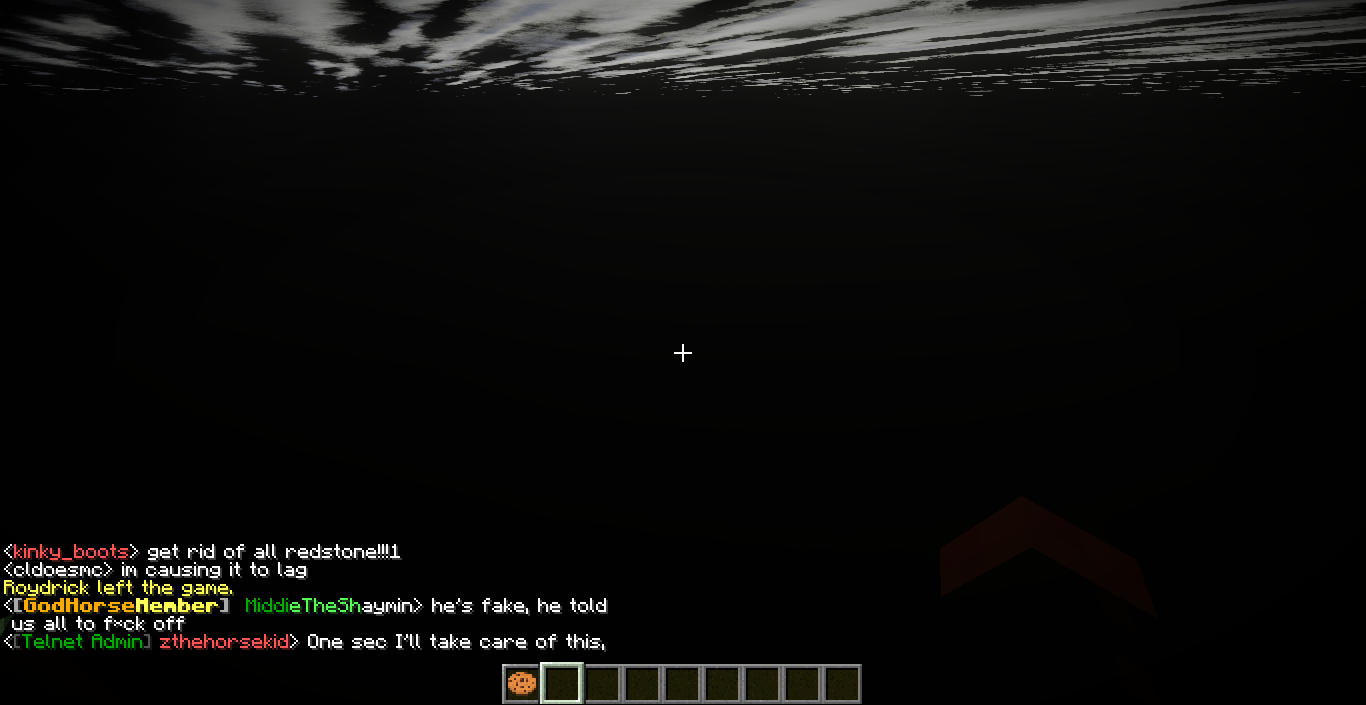 <kinky_boots> get rid of all redstone!!!1
<cldoesmc> im causing it to lag
Roydrick left the game.
<[GodHorseMember] MiddieTheShaymin> he's fake, he told
us all to f*ck off
<[Telnet Admin] zthehorsekid> One sec I'll take care of this,